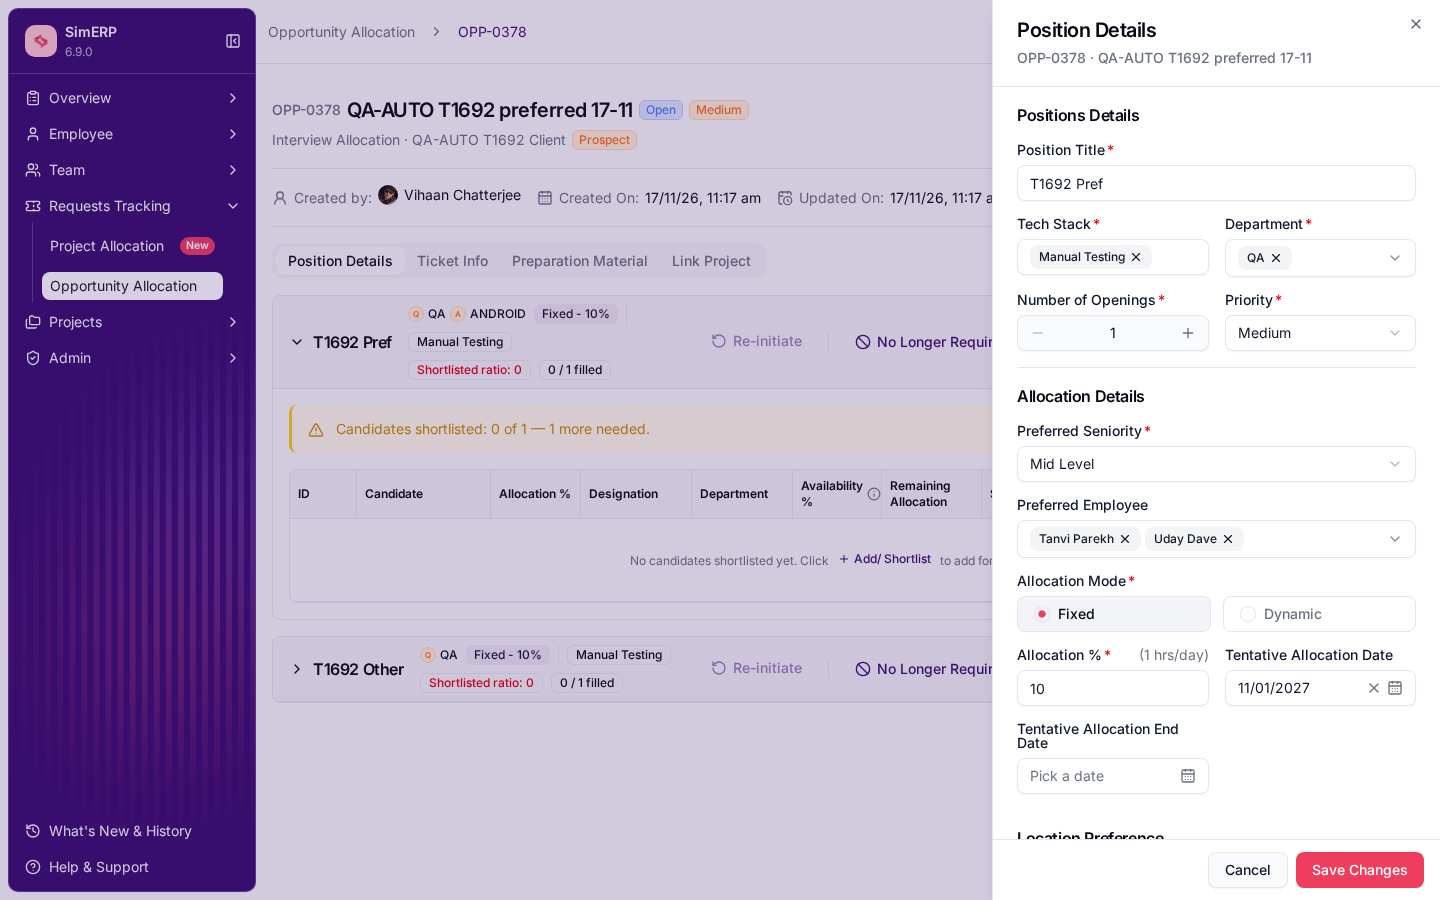 SimERP
6.9.0
Overview
Employee
Team
Requests Tracking
Project Allocation New
Opportunity Allocation
Projects
Admin
What's New & History
Help & Support
Opportunity Allocation OPP-0378
OPP-0378 QA-AUTO T1692 preferred 17-11 Open Medium
Interview Allocation · QA-AUTO T1692 Client Prospect
Created by: Vihaan Chatterjee Created On: 17/11/26, 11:17 am Updated On: 17/11/26, 11:17 a
Position Details Ticket Info Preparation Material Link Project
T1692 Pref
Q QA A ANDROID Fixed - 10%
Manual Testing
Shortlisted ratio: 0 0 / 1 filled
Re-initiate No Longer Requir
Candidates shortlisted: 0 of 1 — 1 more needed.
ID Candidate Allocation % Designation Department Availability % Remaining Allocation
No candidates shortlisted yet. Click + Add/ Shortlist to add for
T1692 Other
Q QA Fixed - 10% Manual Testing
Shortlisted ratio: 0 0 / 1 filled
Re-initiate No Longer Requir
Position Details
OPP-0378 · QA-AUTO T1692 preferred 17-11
Positions Details
Position Title*
T1692 Pref
Tech Stack* Department*
Manual Testing QA
Number of Openings* Priority*
1 Medium
Allocation Details
Preferred Seniority*
Mid Level
Preferred Employee
Tanvi Parekh Uday Dave
Allocation Mode*
Fixed Dynamic
Allocation %* (1 hrs/day) Tentative Allocation Date
10 11/01/2027
Tentative Allocation End
Date
Pick a date
Location Preference
Cancel Save Changes